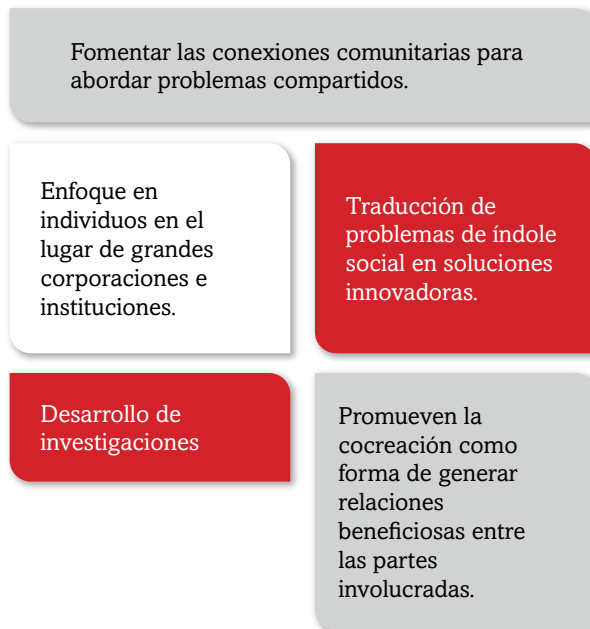 Fomentar las conexiones comunitarias para
abordar problemas compartidos.
Enfoque en
individuos en el
lugar de grandes
corporaciones e
instituciones.
Traducción de
problemas de índole
social en soluciones
innovadoras.
Desarrollo de
investigaciones
Promueven la
cocreación como
forma de generar
relaciones
beneficiosas entre
las partes
involucradas.